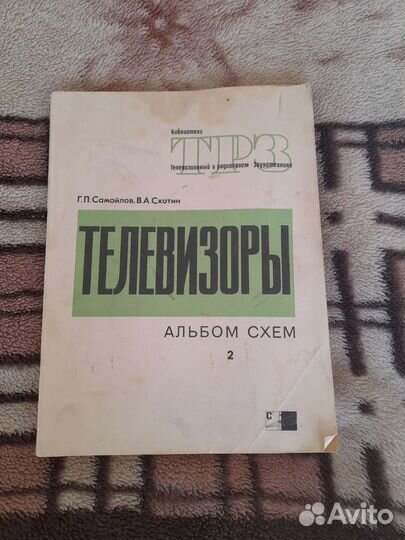 Библиотека
ТРЗ
Телевизионный и радиоприем · Звукотехника
Г.П.Самойлов, В.А.Скотин
ТЕЛЕВИЗОРЫ
АЛЬБОМ СХЕМ
2
Avito